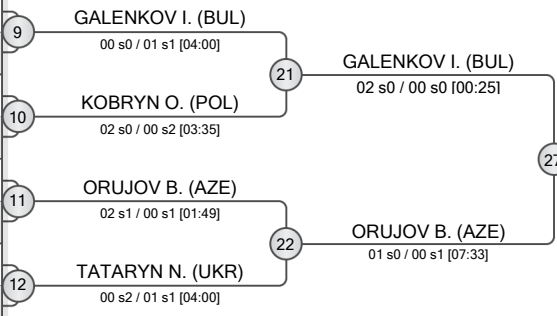 9
GALENKOV I. (BUL)
00 s0 / 01 s1 [04:00]
21
GALENKOV I. (BUL)
02 s0 / 00 s0 [00:25]
10
KOBRYN O. (POL)
02 s0 / 00 s2 [03:35]
27
11
ORUJOV B. (AZE)
02 s1 / 00 s1 [01:49]
22
ORUJOV B. (AZE)
01 s0 / 00 s1 [07:33]
12
TATARYN N. (UKR)
00 s2 / 01 s1 [04:00]